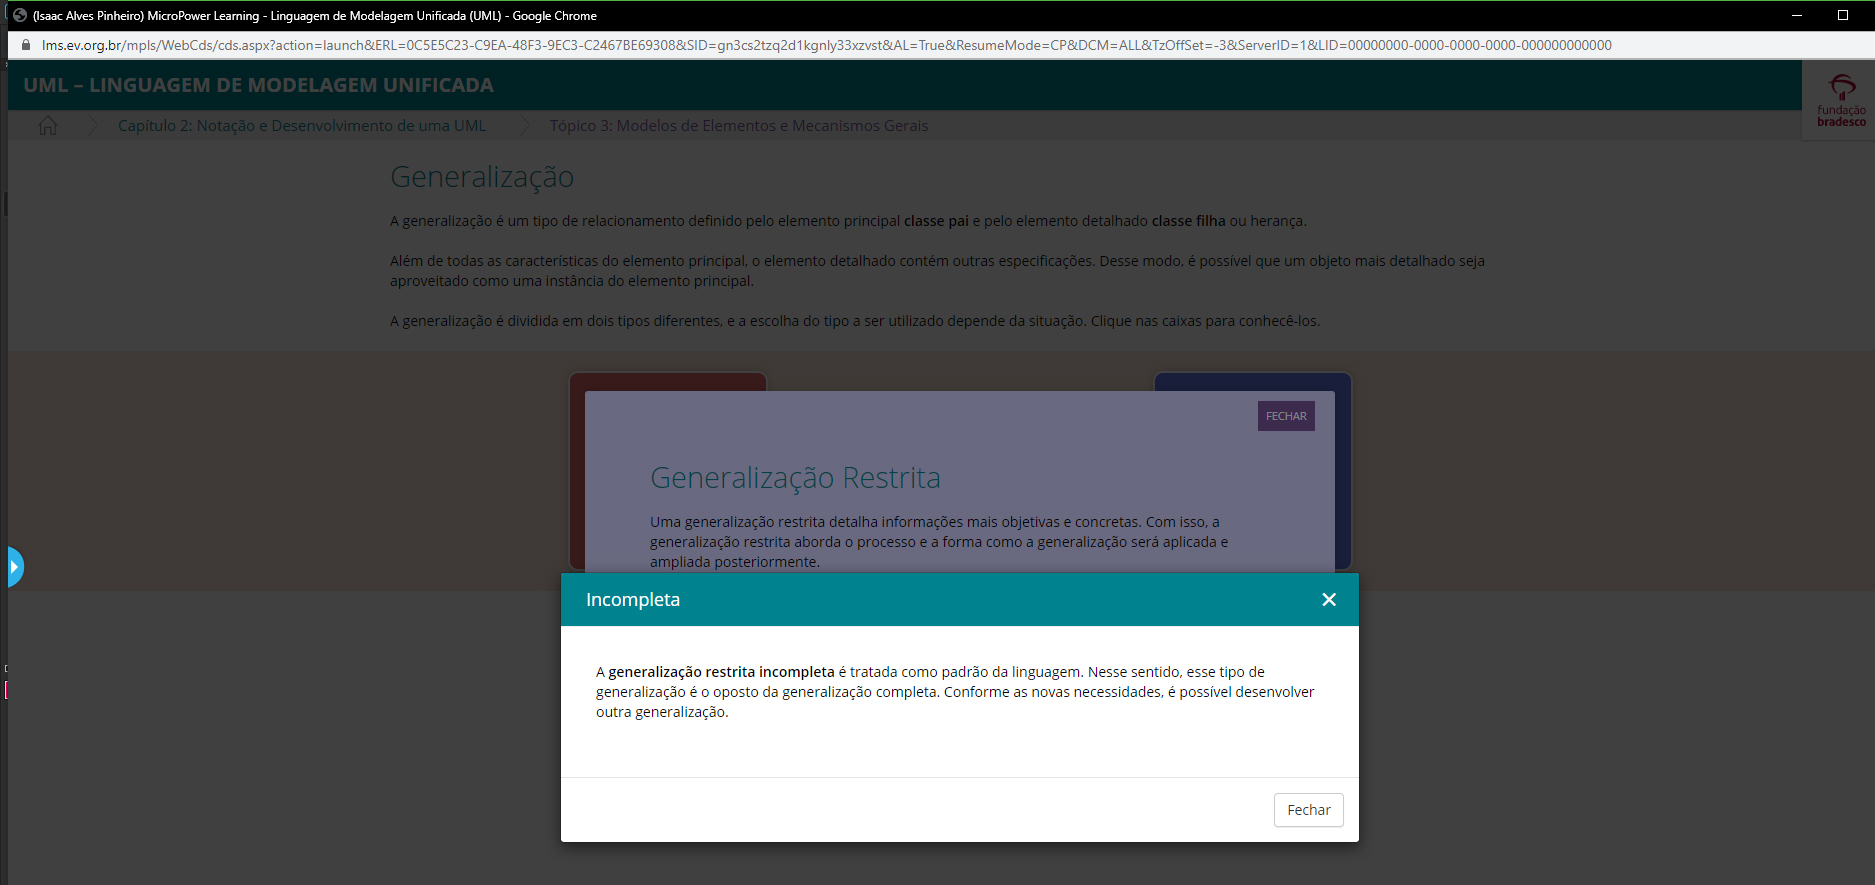 (Isaac Alves Pinheiro) MicroPower Learning - Linguagem de Modelagem Unificada (UML) - Google Chrome
lms.ev.org.br/mpls/WebCds/cds.aspx?action=launch&ERL=0C5E5C23-C9EA-48F3-9EC3-C2467BE69308&SID=gn3cs2tzq2d1kgnly33xzvst&AL=True&ResumeMode=CP&DCM=ALL&TzOffSet=-3&ServerID=1&LID=00000000-0000-0000-0000-000000000000
UML – LINGUAGEM DE MODELAGEM UNIFICADA
fundação
bradesco
Capítulo 2: Notação e Desenvolvimento de uma UML
Tópico 3: Modelos de Elementos e Mecanismos Gerais
Generalização
A generalização é um tipo de relacionamento definido pelo elemento principal classe pai e pelo elemento detalhado classe filha ou herança.
Além de todas as características do elemento principal, o elemento detalhado contém outras especificações. Desse modo, é possível que um objeto mais detalhado seja
aproveitado como uma instância do elemento principal.
A generalização é dividida em dois tipos diferentes, e a escolha do tipo a ser utilizado depende da situação. Clique nas caixas para conhecê-los.
FECHAR
Generalização Restrita
Uma generalização restrita detalha informações mais objetivas e concretas. Com isso, a
generalização restrita aborda o processo e a forma como a generalização será aplicada e
ampliada posteriormente.
Incompleta
A generalização restrita incompleta é tratada como padrão da linguagem. Nesse sentido, esse tipo de
generalização é o oposto da generalização completa. Conforme as novas necessidades, é possível desenvolver
outra generalização.
Fechar